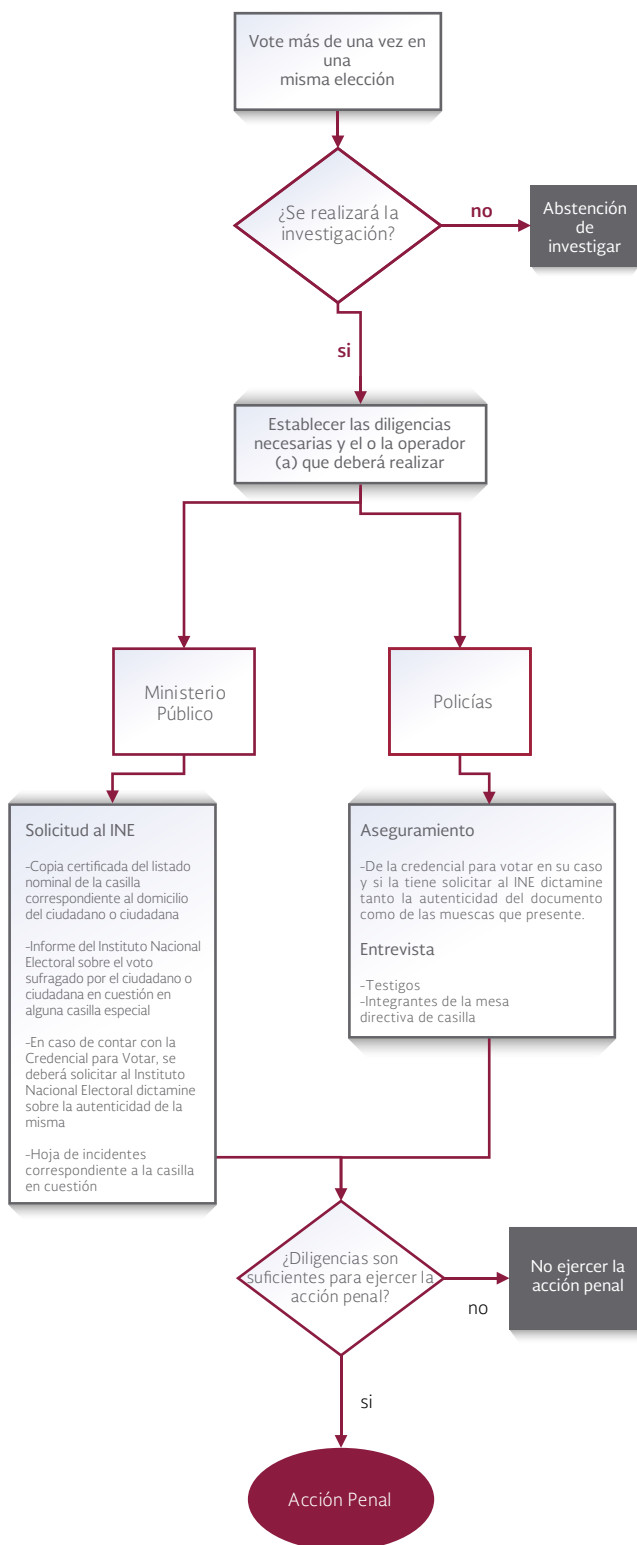 Vote más de una vez en
una
misma elección
¿Se realizará la
investigación?
no
Abstención
de
investigar
si
Establecer las diligencias
necesarias y el o la operador
(a) que deberá realizar
Ministerio
Público
Policías
Solicitud al INE
-Copia certificada del listado
nominal de la casilla
correspondiente al domicilio
del ciudadano o ciudadana
-Informe del Instituto Nacional
Electoral sobre el voto
sufragado por el ciudadano o
ciudadana en cuestión en
alguna casilla especial
-En caso de contar con la
Credencial para Votar, se
deberá solicitar al Instituto
Nacional Electoral dictamine
sobre la autenticidad de la
misma
-Hoja de incidentes
correspondiente a la casilla
en cuestión
Aseguramiento
-De la credencial para votar en su caso
y si la tiene solicitar al INE dictamine
tanto la autenticidad del documento
como de las muescas que presente.
Entrevista
-Testigos
-Integrantes de la mesa
directiva de casilla
¿Diligencias son
suficientes para ejercer la
acción penal?
no
No ejercer la
acción penal
si
Acción Penal